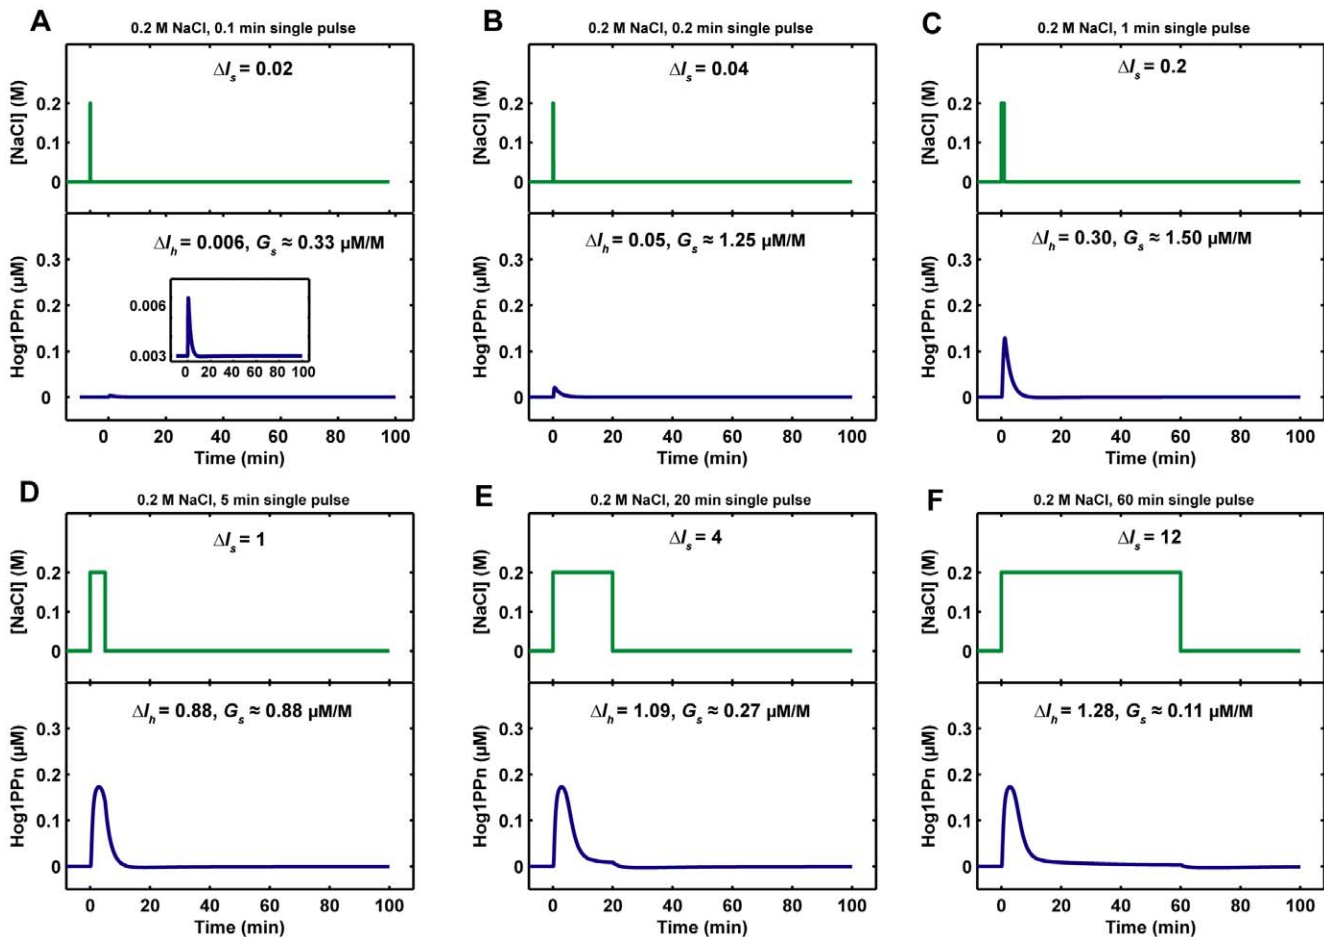 A
0.2 M NaCl, 0.1 min single pulse
ΔIs = 0.02
[NaCl] (M)
0.2
0.1
0
ΔIh = 0.006, Gs ≈ 0.33 µM/M
Hog1PPn (µM)
0.3
0.2
0.1
0
0.006
0.003
0 20 40 60 80 100
0 20 40 60 80 100
Time (min)
B
0.2 M NaCl, 0.2 min single pulse
ΔIs = 0.04
[NaCl] (M)
0.2
0.1
0
ΔIh = 0.05, Gs ≈ 1.25 µM/M
Hog1PPn (µM)
0.3
0.2
0.1
0
0 20 40 60 80 100
Time (min)
C
0.2 M NaCl, 1 min single pulse
ΔIs = 0.2
[NaCl] (M)
0.2
0.1
0
ΔIh = 0.30, Gs ≈ 1.50 µM/M
Hog1PPn (µM)
0.3
0.2
0.1
0
0 20 40 60 80 100
Time (min)
D
0.2 M NaCl, 5 min single pulse
ΔIs = 1
[NaCl] (M)
0.2
0.1
0
ΔIh = 0.88, Gs ≈ 0.88 µM/M
Hog1PPn (µM)
0.3
0.2
0.1
0
0 20 40 60 80 100
Time (min)
E
0.2 M NaCl, 20 min single pulse
ΔIs = 4
[NaCl] (M)
0.2
0.1
0
ΔIh = 1.09, Gs ≈ 0.27 µM/M
Hog1PPn (µM)
0.3
0.2
0.1
0
0 20 40 60 80 100
Time (min)
F
0.2 M NaCl, 60 min single pulse
ΔIs = 12
[NaCl] (M)
0.2
0.1
0
ΔIh = 1.28, Gs ≈ 0.11 µM/M
Hog1PPn (µM)
0.3
0.2
0.1
0
0 20 40 60 80 100
Time (min)